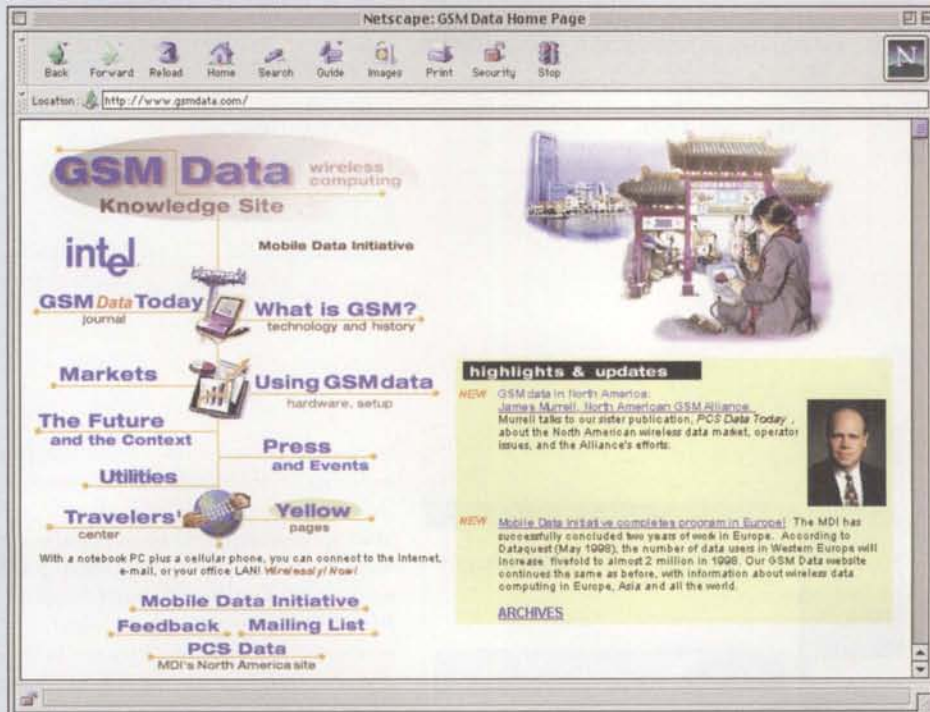 Netscape: GSM Data Home Page
Back Forward Reload Home Search Guide Images Print Security Stop
N
Location: http://www.gsmdata.com/
GSM Data wireless
computing
Knowledge Site
intel
Mobile Data Initiative
GSM Data Today
journal
What is GSM?
technology and history
Markets
Using GSMdata
hardware, setup
The Future
and the Context
Press
and Events
Utilities
Travelers'
center
Yellow
pages
With a notebook PC plus a cellular phone, you can connect to the Internet,
e-mail, or your office LAN! Wirelessly! Now!
Mobile Data Initiative
Feedback Mailing List
PCS Data
MDI's North America site
highlights & updates
NEW GSMdata in North America:
James Murrell, North American GSM Alliance.
Murrell talks to our sister publication, PCS Data Today ,
about the North American wireless data market, operator
issues, and the Alliance's efforts.
NEW Mobile Data Initiative completes program in Europe! The MDI has
successfully concluded two years of work in Europe. According to
Dataquest (May 1998), the number of data users in Western Europe will
increase fivefold to almost 2 million in 1998. Our GSM Data website
continues the same as before, with information about wireless data
computing in Europe, Asia and all the world.
ARCHIVES